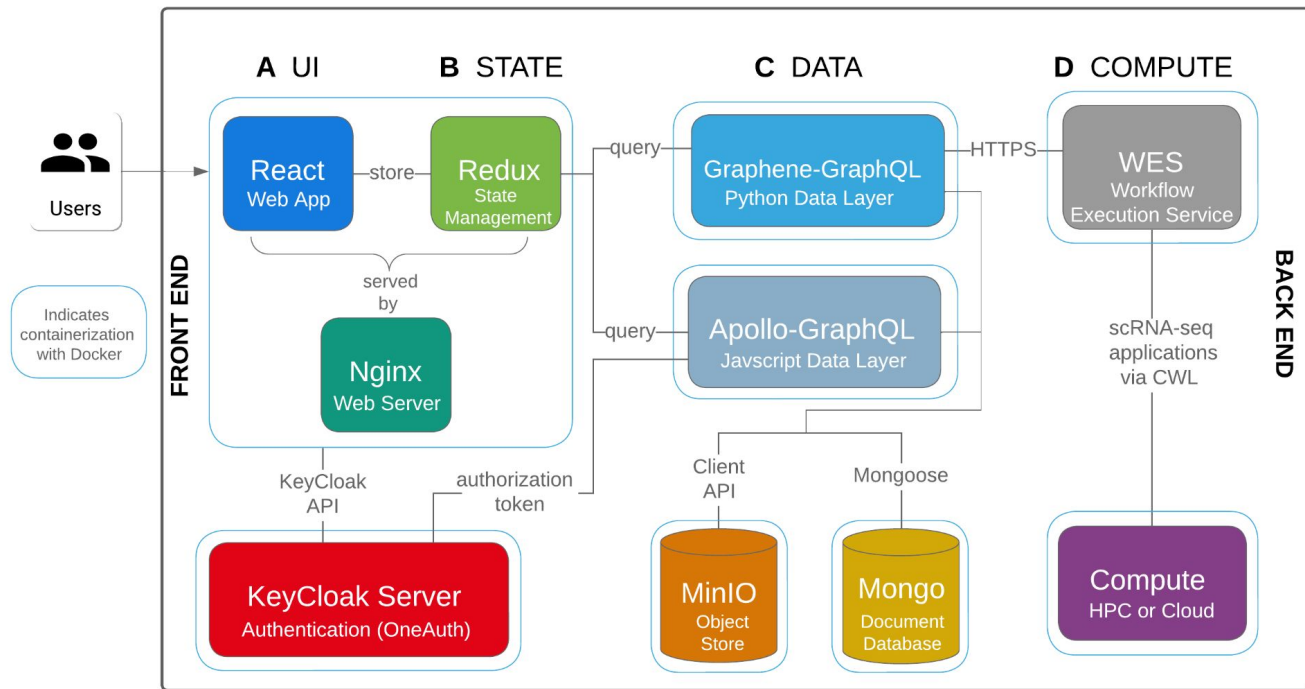 A UI
B STATE
C DATA
D COMPUTE
Users
Indicates
containerization
with Docker
FRONT END
React
Web App
store
Redux
State
Management
served
by
Nginx
Web Server
KeyCloak
API
authorization
token
KeyCloak Server
Authentication (OneAuth)
query
Graphene-GraphQL
Python Data Layer
query
Apollo-GraphQL
Javscript Data Layer
Client
API
Mongoose
MinIO
Object
Store
Mongo
Document
Database
HTTPS
WES
Workflow
Execution Service
scRNA-seq
applications
via CWL
Compute
HPC or Cloud
BACK END